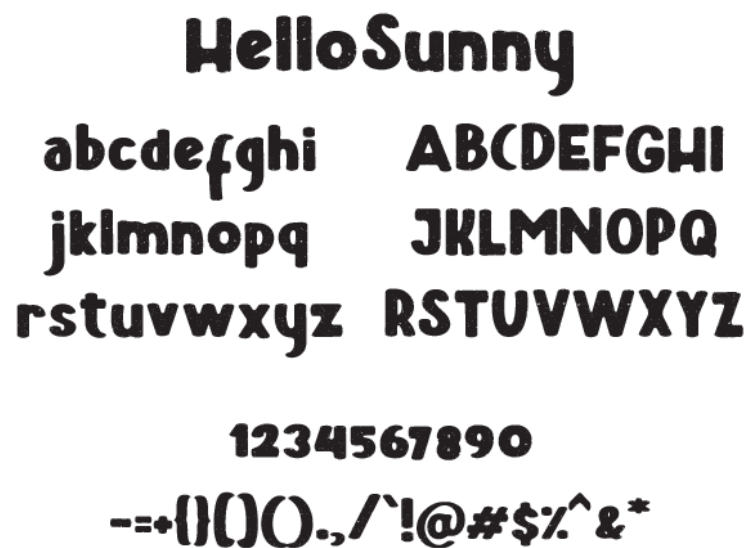 HelloSunny
abcdefghi ABCDEFGHI
jklmnopq JKLMNOPQ
rstuvwxyz RSTUVWXYZ
1234567890
-=+{}[]().,/`!@#$%^&*